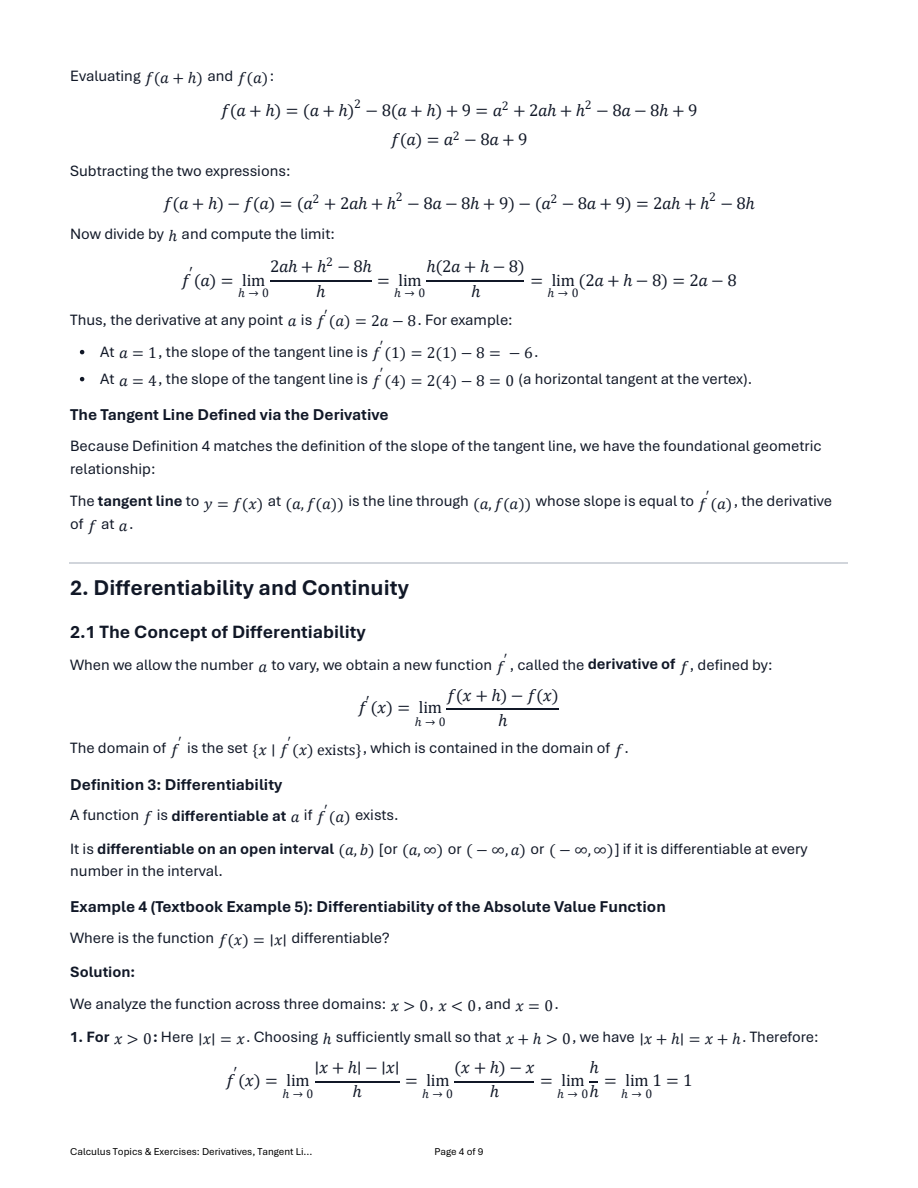 Evaluating f(a + h) and f(a):
f(a + h) = (a + h)² − 8(a + h) + 9 = a² + 2ah + h² − 8a − 8h + 9
f(a) = a² − 8a + 9
Subtracting the two expressions:
f(a + h) − f(a) = (a² + 2ah + h² − 8a − 8h + 9) − (a² − 8a + 9) = 2ah + h² − 8h
Now divide by h and compute the limit:
f′(a) = lim_{h → 0} (2ah + h² − 8h)/h = lim_{h → 0} h(2a + h − 8)/h = lim_{h → 0} (2a + h − 8) = 2a − 8
Thus, the derivative at any point a is f′(a) = 2a − 8. For example:
• At a = 1, the slope of the tangent line is f′(1) = 2(1) − 8 = − 6.
• At a = 4, the slope of the tangent line is f′(4) = 2(4) − 8 = 0 (a horizontal tangent at the vertex).
The Tangent Line Defined via the Derivative
Because Definition 4 matches the definition of the slope of the tangent line, we have the foundational geometric
relationship:
The tangent line to y = f(x) at (a, f(a)) is the line through (a, f(a)) whose slope is equal to f′(a), the derivative
of f at a.
2. Differentiability and Continuity
2.1 The Concept of Differentiability
When we allow the number a to vary, we obtain a new function f′, called the derivative of f, defined by:
f′(x) = lim_{h → 0} (f(x + h) − f(x))/h
The domain of f′ is the set {x | f′(x) exists}, which is contained in the domain of f.
Definition 3: Differentiability
A function f is differentiable at a if f′(a) exists.
It is differentiable on an open interval (a, b) [or (a, ∞) or ( − ∞, a) or ( − ∞, ∞)] if it is differentiable at every
number in the interval.
Example 4 (Textbook Example 5): Differentiability of the Absolute Value Function
Where is the function f(x) = |x| differentiable?
Solution:
We analyze the function across three domains: x > 0, x < 0, and x = 0.
1. For x > 0: Here |x| = x. Choosing h sufficiently small so that x + h > 0, we have |x + h| = x + h. Therefore:
f′(x) = lim_{h → 0} (|x + h| − |x|)/h = lim_{h → 0} ((x + h) − x)/h = lim_{h → 0} h/h = lim_{h → 0} 1 = 1
Calculus Topics & Exercises: Derivatives, Tangent Li... Page 4 of 9